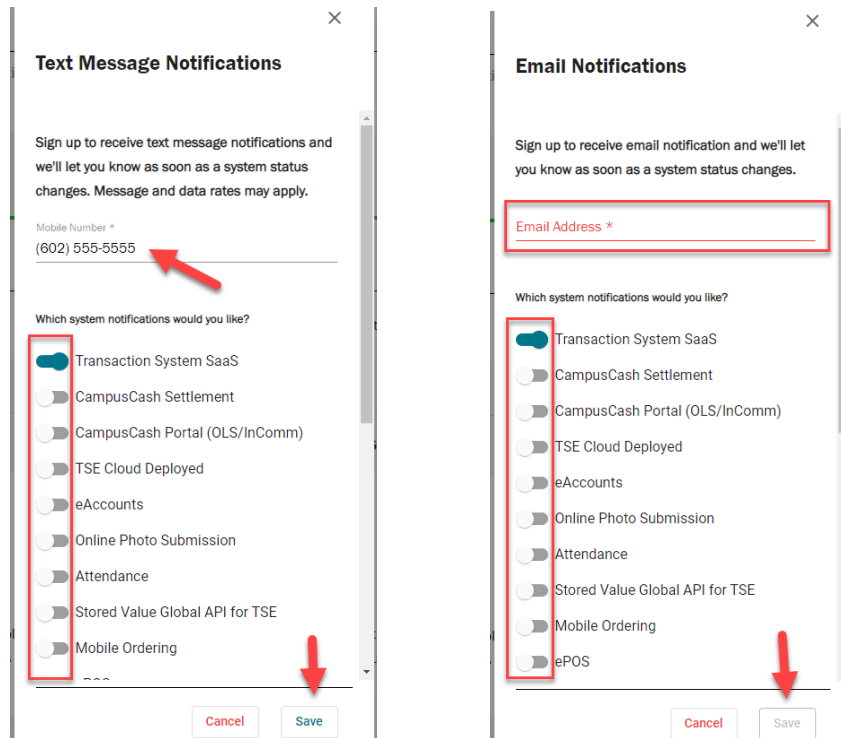 Text Message Notifications
Sign up to receive text message notifications and
we'll let you know as soon as a system status
changes. Message and data rates may apply.
Mobile Number *
(602) 555-5555
Which system notifications would you like?
Transaction System SaaS
CampusCash Settlement
CampusCash Portal (OLS/InComm)
TSE Cloud Deployed
eAccounts
Online Photo Submission
Attendance
Stored Value Global API for TSE
Mobile Ordering
Cancel
Save
Email Notifications
Sign up to receive email notification and we'll let
you know as soon as a system status changes.
Email Address *
Which system notifications would you like?
Transaction System SaaS
CampusCash Settlement
CampusCash Portal (OLS/InComm)
TSE Cloud Deployed
eAccounts
Online Photo Submission
Attendance
Stored Value Global API for TSE
Mobile Ordering
ePOS
Cancel
Save